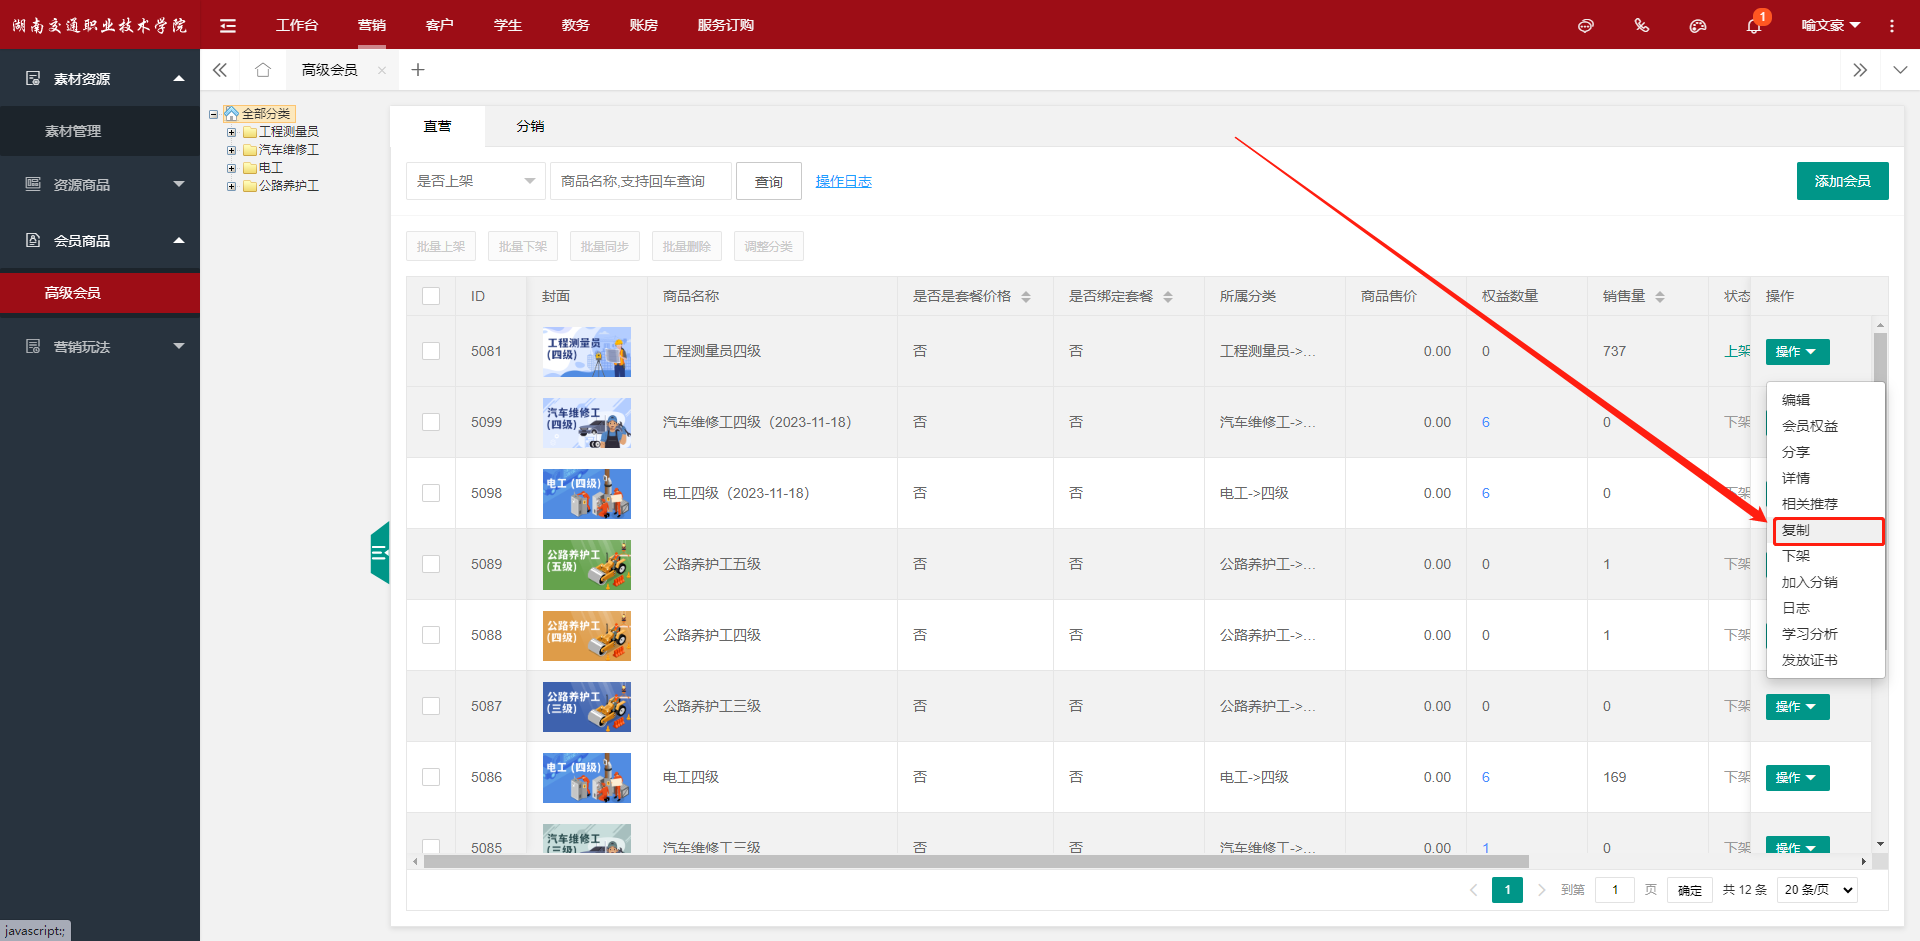 湖南交通职业技术学院
工作台 营销 客户 学生 教务 账房 服务订购
1
喻文豪
素材资源
素材管理
资源商品
会员商品
高级会员
营销玩法
高级会员
全部分类
工程测量员
汽车维修工
电工
公路养护工
直营 分销
是否上架 商品名称,支持回车查询 查询 操作日志 添加会员
批量上架 批量下架 批量同步 批量删除 调整分类
ID 封面 商品名称 是否是套餐价格 是否绑定套餐 所属分类 商品售价 权益数量 销售量 状态 操作
5081 工程测量员 (四级) 工程测量员四级 否 否 工程测量员->... 0.00 0 737 上架 操作
5099 汽车维修工 (四级) 汽车维修工四级（2023-11-18） 否 否 汽车维修工->... 0.00 6 0 下架
5098 电工 (四级) 电工四级（2023-11-18） 否 否 电工->四级 0.00 6 0 下架
5089 公路养护工 (五级) 公路养护工五级 否 否 公路养护工->... 0.00 0 1 下架
5088 公路养护工 (四级) 公路养护工四级 否 否 公路养护工->... 0.00 0 1 下架
5087 公路养护工 (三级) 公路养护工三级 否 否 公路养护工->... 0.00 0 0 下架 操作
5086 电工 (四级) 电工四级 否 否 电工->四级 0.00 6 169 下架 操作
5085 汽车维修工 (三级) 汽车维修工三级 否 否 汽车维修工->... 0.00 1 0 下架 操作
编辑
会员权益
分享
详情
相关推荐
复制
下架
加入分销
日志
学习分析
发放证书
1 到第 1 页 确定 共 12 条 20 条/页
javascript:;